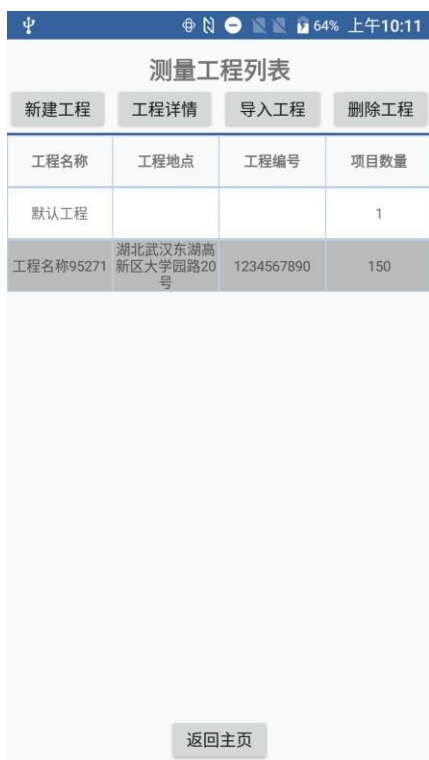 64% 上午10:11
测量工程列表
新建工程 工程详情 导入工程 删除工程
工程名称 工程地点 工程编号 项目数量
默认工程 1
工程名称95271 湖北武汉东湖高 1234567890 150
新区大学园路20
号
返回主页